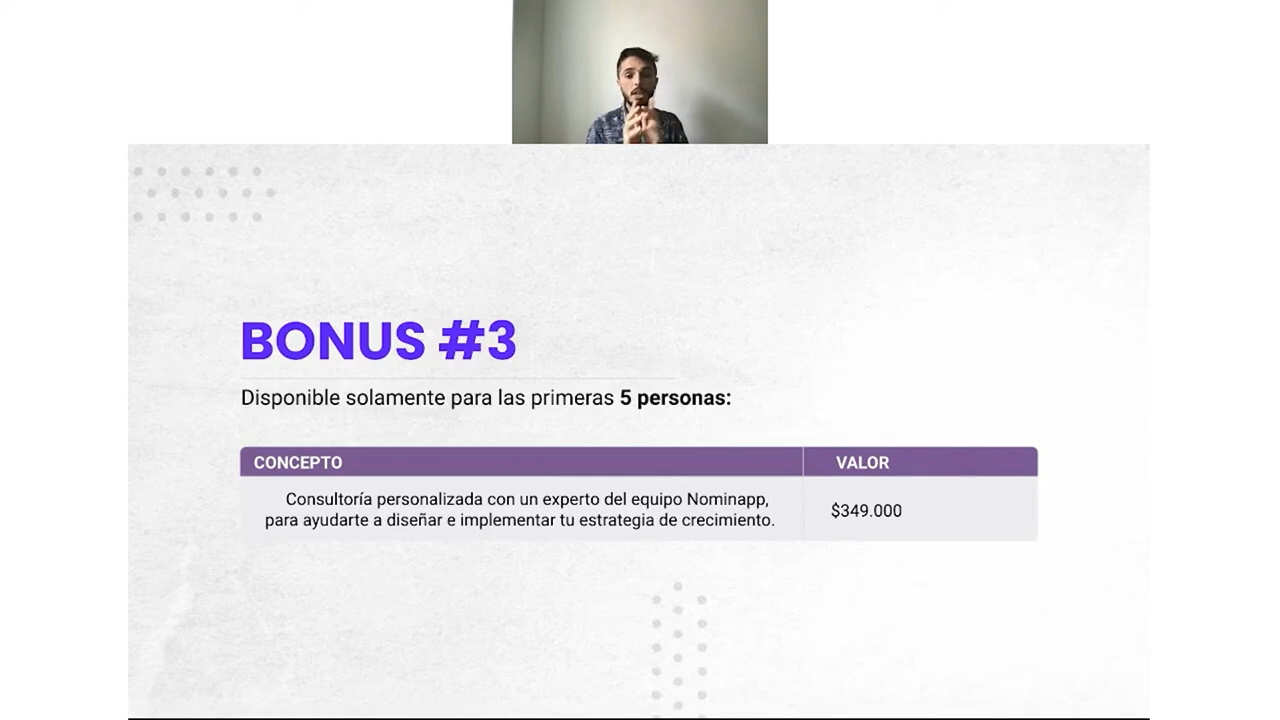 BONUS #3
Disponible solamente para las primeras 5 personas:
CONCEPTO VALOR
Consultoría personalizada con un experto del equipo Nominapp,
para ayudarte a diseñar e implementar tu estrategia de crecimiento.
$349.000